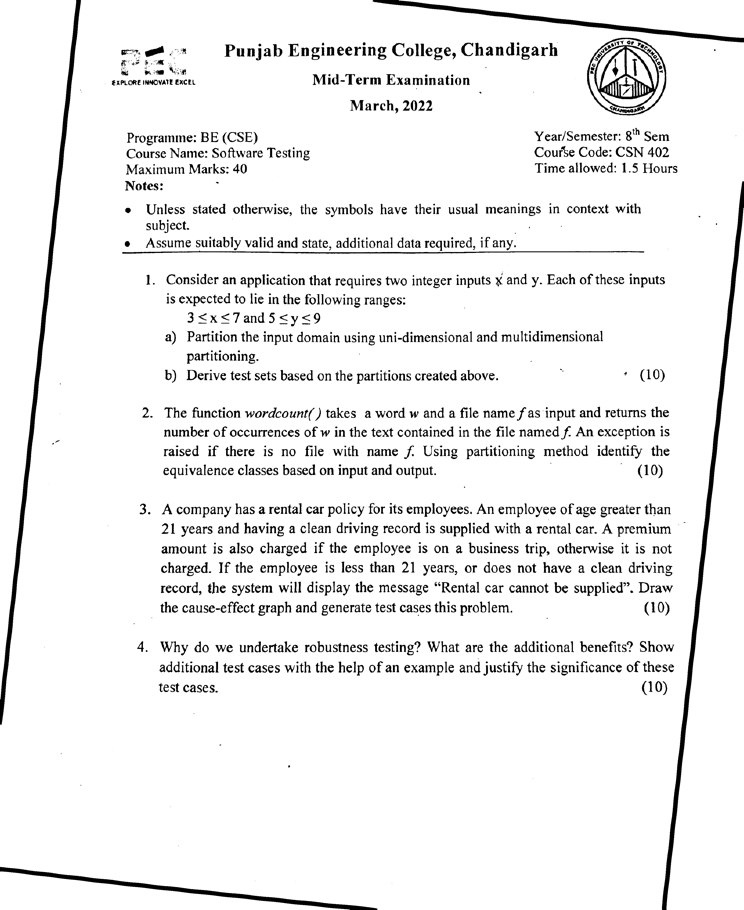 Punjab Engineering College, Chandigarh
PEC
EXPLORE INNOVATE EXCEL
PEC UNIVERSITY OF TECHNOLOGY
CHANDIGARH
Mid-Term Examination
March, 2022
Programme: BE (CSE)
Year/Semester: 8th Sem
Course Name: Software Testing
Course Code: CSN 402
Maximum Marks: 40
Time allowed: 1.5 Hours
Notes:
• Unless stated otherwise, the symbols have their usual meanings in context with
subject.
• Assume suitably valid and state, additional data required, if any.
1. Consider an application that requires two integer inputs x and y. Each of these inputs
is expected to lie in the following ranges:
3 ≤ x ≤ 7 and 5 ≤ y ≤ 9
a) Partition the input domain using uni-dimensional and multidimensional
partitioning.
b) Derive test sets based on the partitions created above. (10)
2. The function wordcount() takes a word w and a file name f as input and returns the
number of occurrences of w in the text contained in the file named f. An exception is
raised if there is no file with name f. Using partitioning method identify the
equivalence classes based on input and output. (10)
3. A company has a rental car policy for its employees. An employee of age greater than
21 years and having a clean driving record is supplied with a rental car. A premium
amount is also charged if the employee is on a business trip, otherwise it is not
charged. If the employee is less than 21 years, or does not have a clean driving
record, the system will display the message “Rental car cannot be supplied”. Draw
the cause-effect graph and generate test cases this problem. (10)
4. Why do we undertake robustness testing? What are the additional benefits? Show
additional test cases with the help of an example and justify the significance of these
test cases. (10)